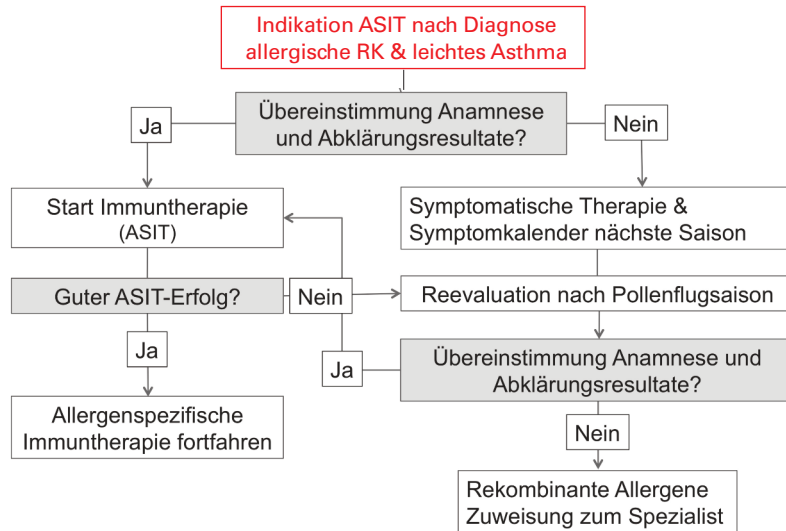 Indikation ASIT nach Diagnose
allergische RK & leichtes Asthma
Übereinstimmung Anamnese
und Abklärungsresultate?
Ja
Nein
Start Immuntherapie
(ASIT)
Symptomatische Therapie &
Symptomkalender nächste Saison
Guter ASIT-Erfolg?
Nein
Reevaluation nach Pollenflugsaison
Ja
Ja
Übereinstimmung Anamnese und
Abklärungsresultate?
Allergenspezifische
Immuntherapie fortfahren
Nein
Rekombinante Allergene
Zuweisung zum Spezialist